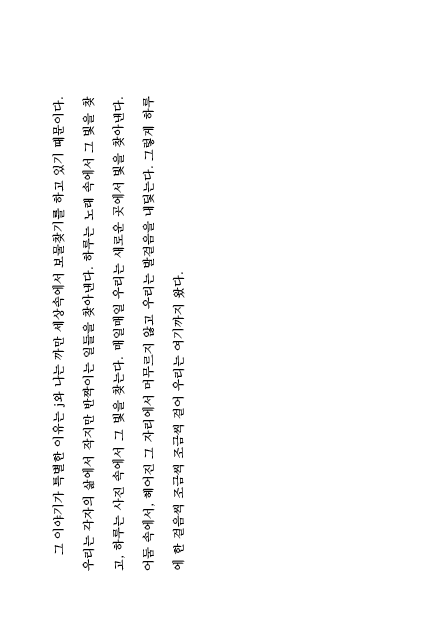 그 이야기가 특별한 이유는 j와 나는 까만 세상속에서 보물찾기를 하고 있기 때문이다.
우리는 각자의 삶에서 작지만 반짝이는 일들을 찾아낸다. 하루는 노래 속에서 그 빛을 찾
고, 하루는 사진 속에서 그 빛을 찾는다. 매일매일 우리는 새로운 곳에서 빛을 찾아낸다.
어둠 속에서, 헤어진 그 자리에서 머무르지 않고 우리는 발걸음을 내딛는다. 그렇게 하루
에 한 걸음씩 조금씩 조금씩 걸어 우리는 여기까지 왔다.